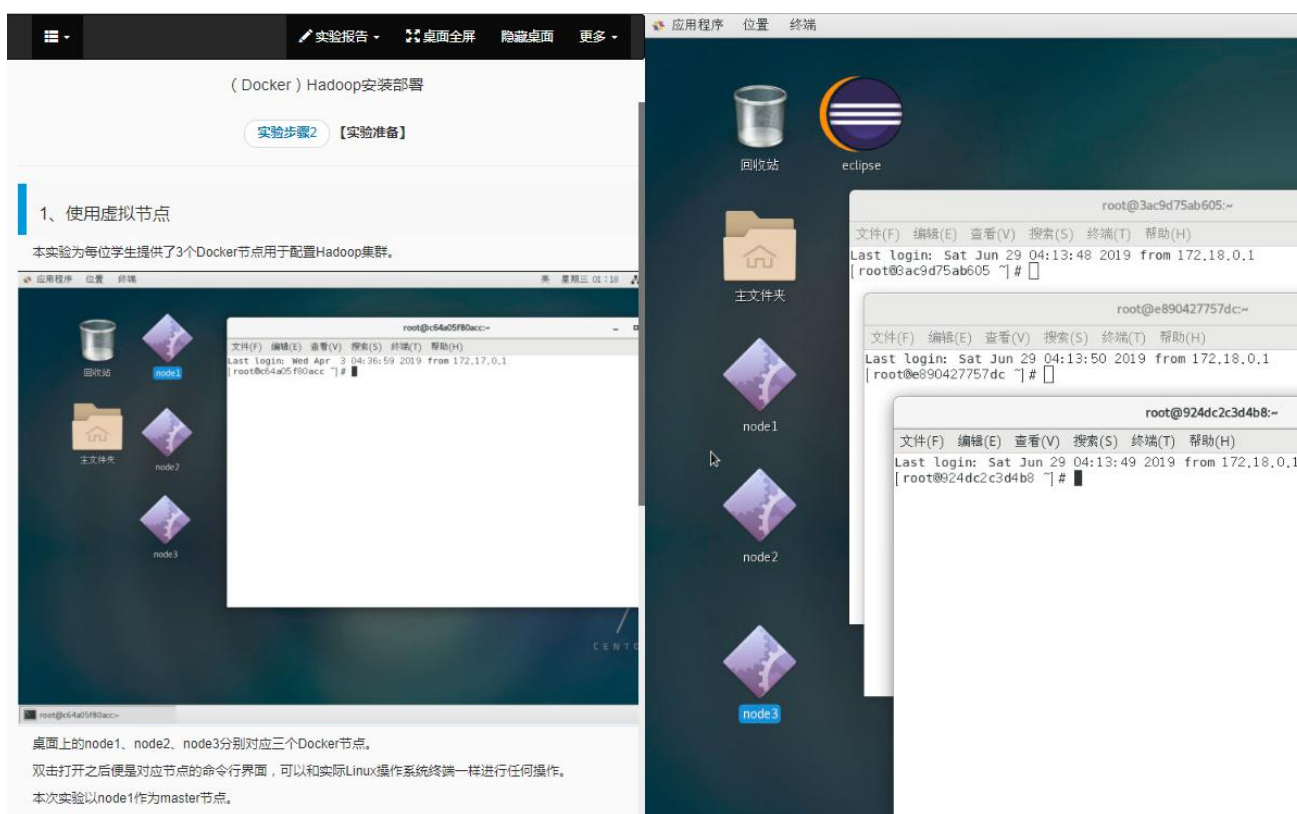 实验报告 桌面全屏 隐藏桌面 更多
（Docker）Hadoop安装部署
实验步骤2 【实验准备】
1、使用虚拟节点
本实验为每位学生提供了3个Docker节点用于配置Hadoop集群。
应用程序 位置 终端 英 星期三 01:18
回收站
node1
主文件夹
node2
node3
root@c64a05f80acc:~
文件(F) 编辑(E) 查看(V) 搜索(S) 终端(T) 帮助(H)
Last login: Wed Apr  3 04:36:59 2019 from 172.17.0.1
[root@c64a05f80acc ~]#
7
CENTO
root@c64a05f80acc:~
桌面上的node1、node2、node3分别对应三个Docker节点。
双击打开之后便是对应节点的命令行界面，可以和实际Linux操作系统终端一样进行任何操作。
本次实验以node1作为master节点。
应用程序 位置 终端
回收站
eclipse
主文件夹
node1
node2
node3
root@3ac9d75ab605:~
文件(F) 编辑(E) 查看(V) 搜索(S) 终端(T) 帮助(H)
Last login: Sat Jun 29 04:13:48 2019 from 172.18.0.1
[root@3ac9d75ab605 ~]#
root@e890427757dc:~
文件(F) 编辑(E) 查看(V) 搜索(S) 终端(T) 帮助(H)
Last login: Sat Jun 29 04:13:50 2019 from 172.18.0.1
[root@e890427757dc ~]#
root@924dc2c3d4b8:~
文件(F) 编辑(E) 查看(V) 搜索(S) 终端(T) 帮助(H)
Last login: Sat Jun 29 04:13:49 2019 from 172.18.0.1
[root@924dc2c3d4b8 ~]#